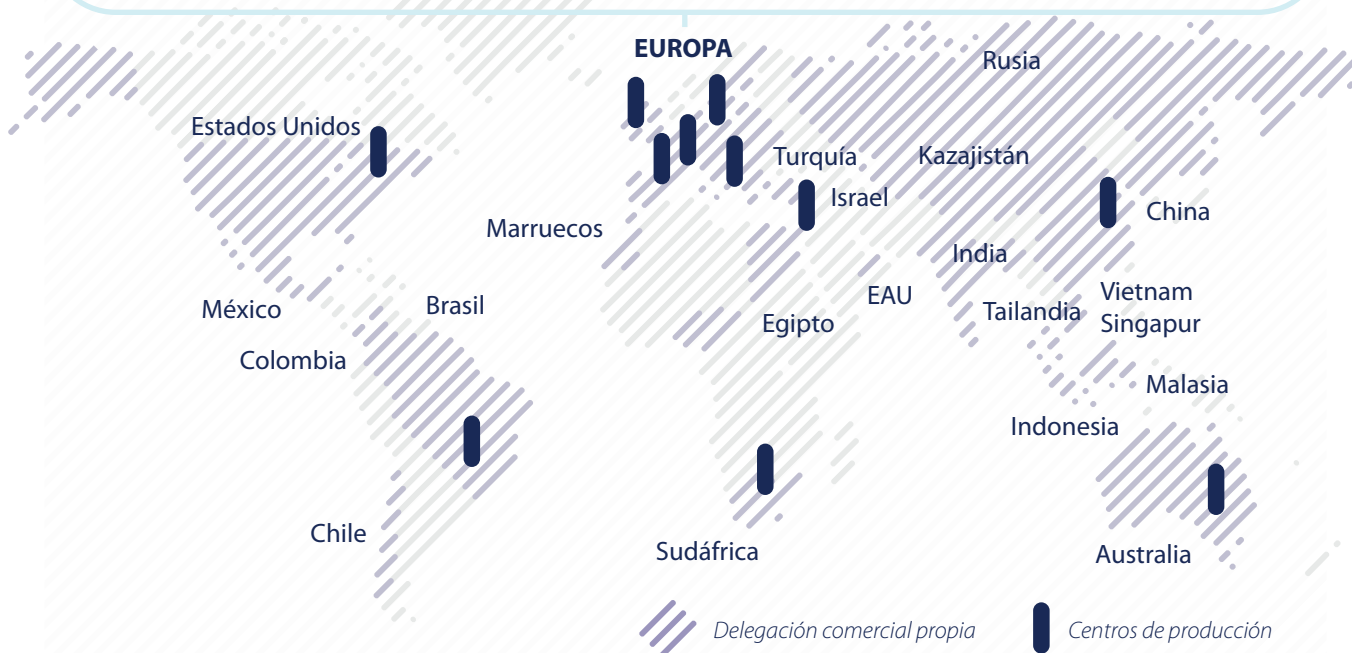 EUROPA
Rusia
Estados Unidos
Turquía
Kazajistán
Israel
China
Marruecos
India
EAU
Vietnam
México
Brasil
Tailandia
Singapur
Egipto
Colombia
Malasia
Indonesia
Chile
Sudáfrica
Australia
Delegación comercial propia
Centros de producción